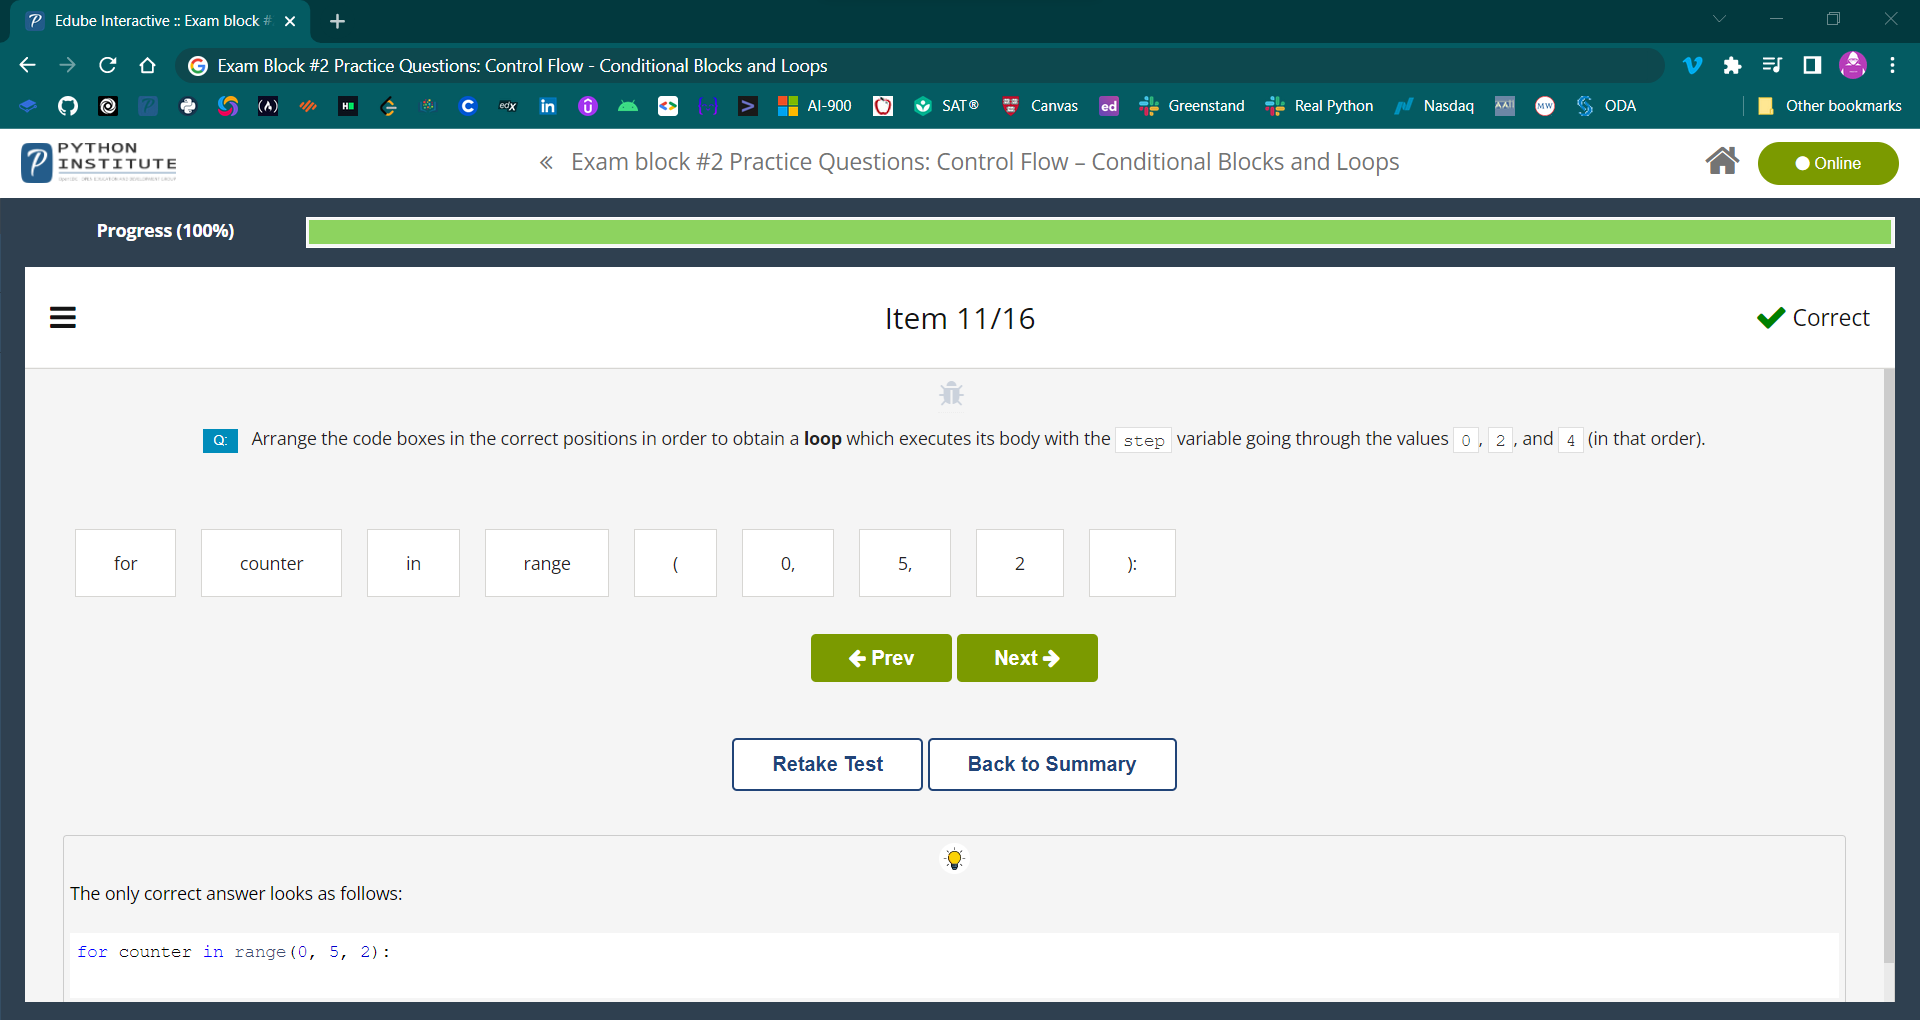 Edube Interactive :: Exam block #
Exam Block #2 Practice Questions: Control Flow - Conditional Blocks and Loops
AI-900
SAT®
ed
Canvas
Greenstand
Real Python
Nasdaq
ODA
Other bookmarks
PYTHON
INSTITUTE
« Exam block #2 Practice Questions: Control Flow – Conditional Blocks and Loops
Online
Progress (100%)
Item 11/16
Correct
Q: Arrange the code boxes in the correct positions in order to obtain a loop which executes its body with the step variable going through the values 0, 2, and 4 (in that order).
for counter in range ( 0, 5, 2 ):
Prev Next
Retake Test Back to Summary
The only correct answer looks as follows:
for counter in range(0, 5, 2):